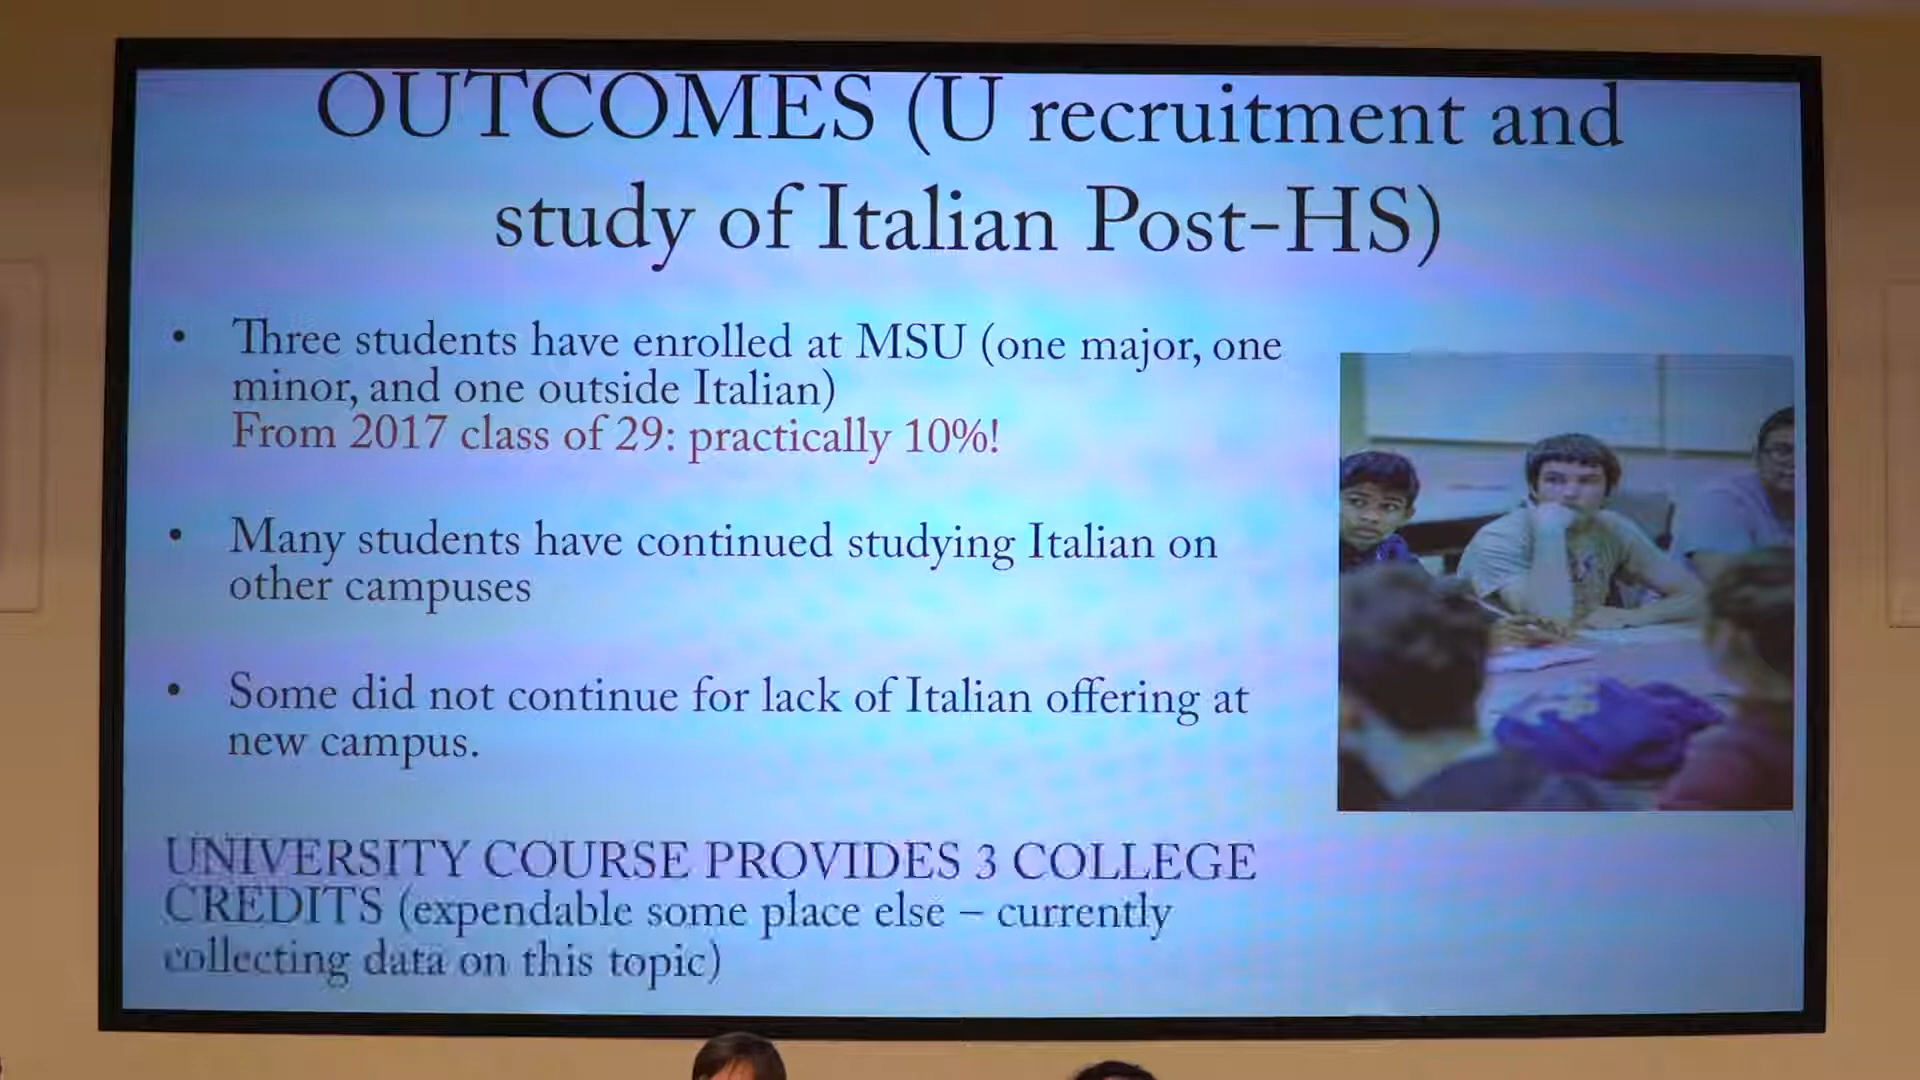 OUTCOMES (U recruitment and
study of Italian Post-HS)
• Three students have enrolled at MSU (one major, one
minor, and one outside Italian)
From 2017 class of 29: practically 10%!
• Many students have continued studying Italian on
other campuses
• Some did not continue for lack of Italian offering at
new campus.
UNIVERSITY COURSE PROVIDES 3 COLLEGE
CREDITS (expendable some place else – currently
collecting data on this topic)